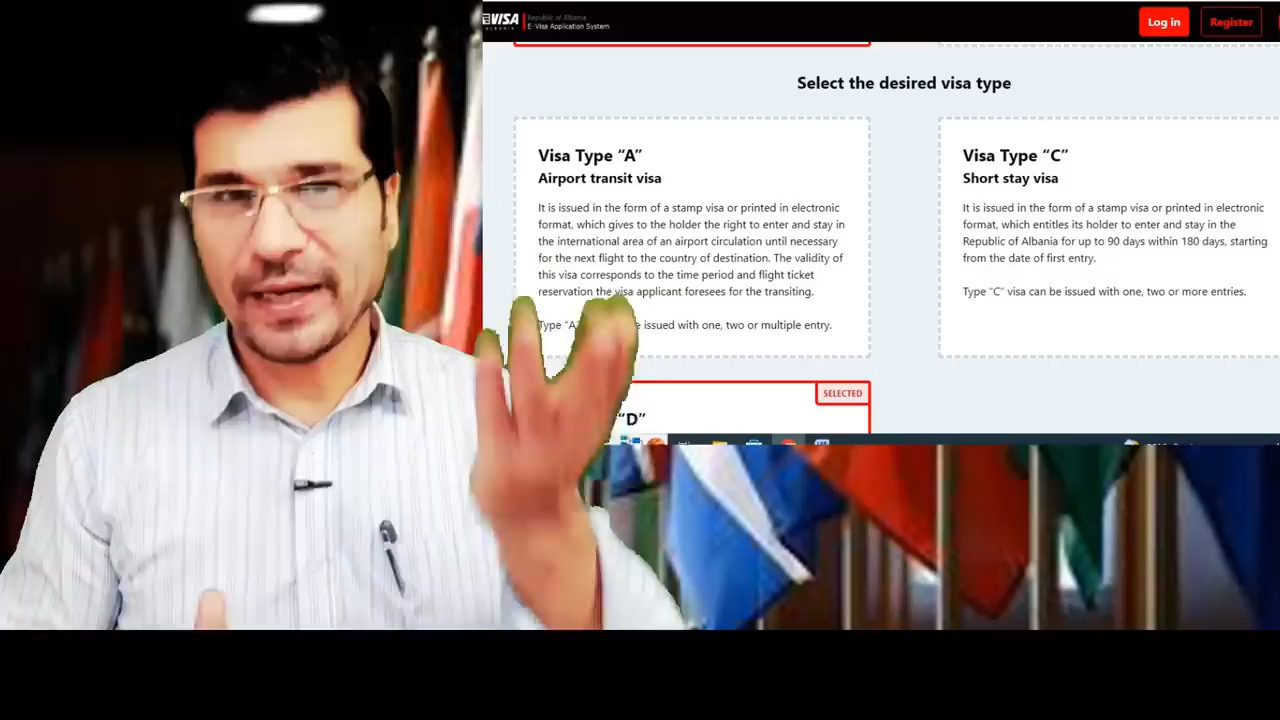 VISA
ALBANIA
Republic of Albania
E-Visa Application System
Log in
Register
Select the desired visa type
Visa Type “A”
Airport transit visa
It is issued in the form of a stamp visa or printed in electronic
format, which gives to the holder the right to enter and stay in
the international area of an airport circulation until necessary
for the next flight to the country of destination. The validity of
this visa corresponds to the time period and flight ticket
reservation the visa applicant foresees for the transiting.
Type “A issued with one, two or multiple entry.
Visa Type “C”
Short stay visa
It is issued in the form of a stamp visa or printed in electronic
format, which entitles its holder to enter and stay in the
Republic of Albania for up to 90 days within 180 days, starting
from the date of first entry.
Type “C” visa can be issued with one, two or more entries.
SELECTED
“D”